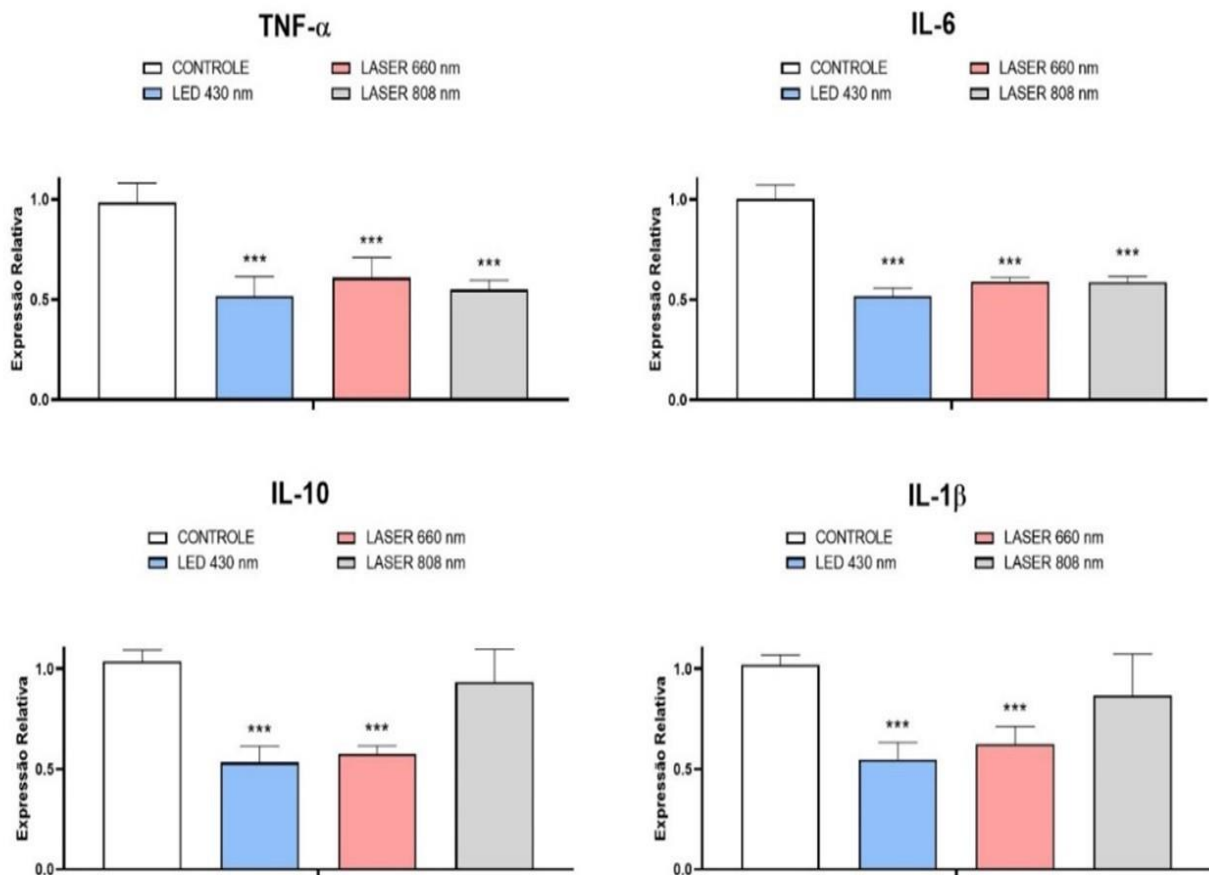 TNF-α
CONTROLE LASER 660 nm
LED 430 nm LASER 808 nm
Expressão Relativa
1.0
0.5
0.0
***
***
***
IL-6
CONTROLE LASER 660 nm
LED 430 nm LASER 808 nm
Expressão Relativa
1.0
0.5
0.0
***
***
***
IL-10
CONTROLE LASER 660 nm
LED 430 nm LASER 808 nm
Expressão Relativa
1.0
0.5
0.0
***
***
IL-1β
CONTROLE LASER 660 nm
LED 430 nm LASER 808 nm
Expressão Relativa
1.0
0.5
0.0
***
***